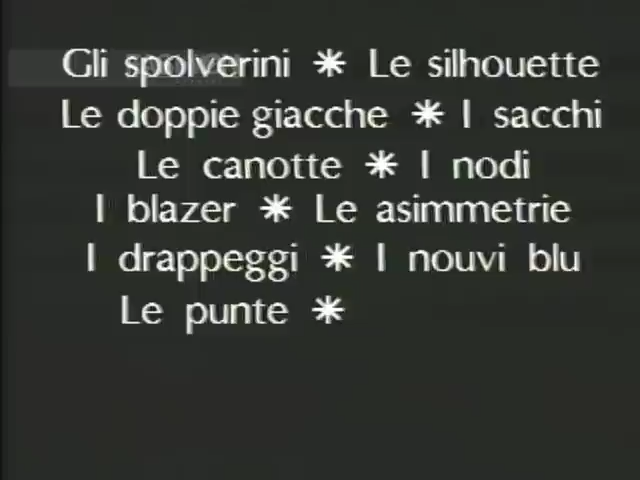 Gli spolverini * Le silhouette
Le doppie giacche * I sacchi
Le canotte * I nodi
I blazer * Le asimmetrie
I drappeggi * I nouvi blu
Le punte *